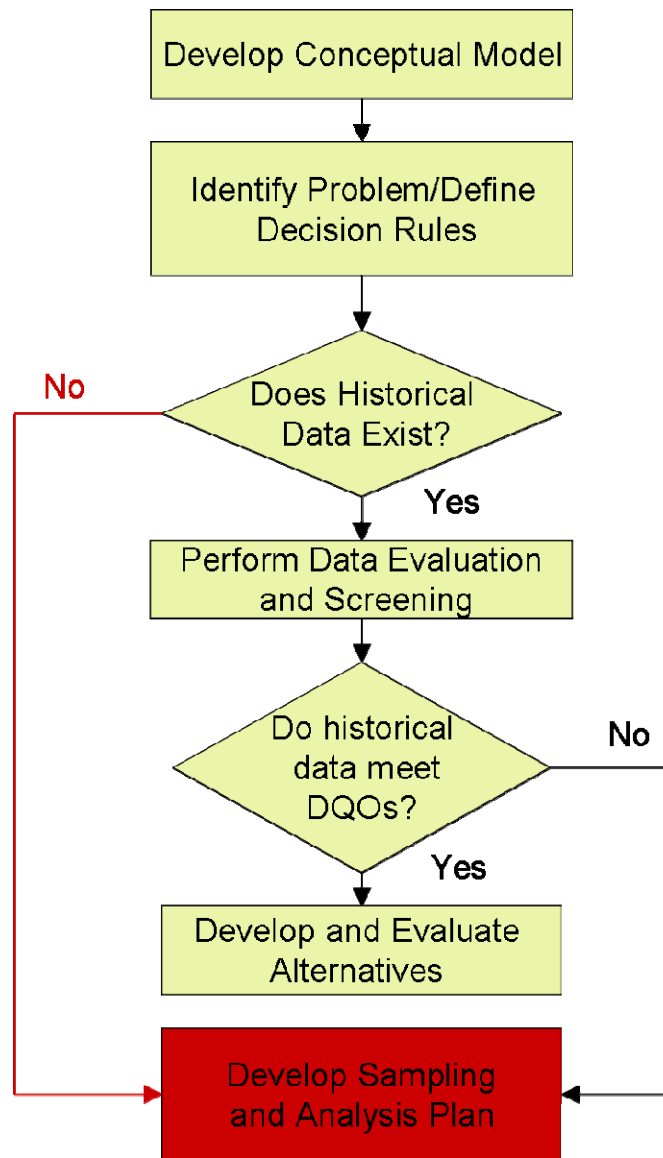 Develop Conceptual Model
Identify Problem/Define
Decision Rules
No
Does Historical
Data Exist?
Yes
Perform Data Evaluation
and Screening
Do historical
data meet
DQOs?
No
Yes
Develop and Evaluate
Alternatives
Develop Sampling
and Analysis Plan